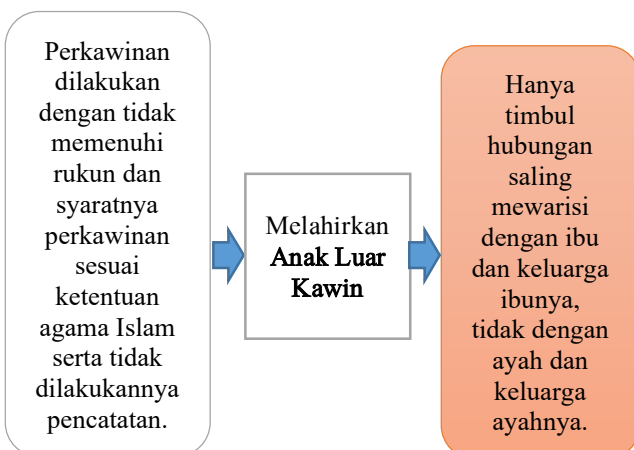 Perkawinan
dilakukan
dengan tidak
memenuhi
rukun dan
syaratnya
perkawinan
sesuai
ketentuan
agama Islam
serta tidak
dilakukannya
pencatatan.
Melahirkan
Anak Luar
Kawin
Hanya
timbul
hubungan
saling
mewarisi
dengan ibu
dan keluarga
ibunya,
tidak dengan
ayah dan
keluarga
ayahnya.